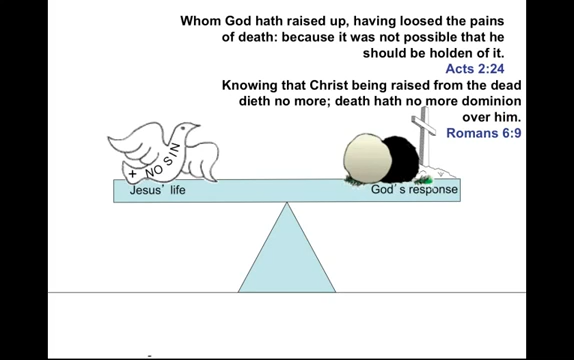 Whom God hath raised up, having loosed the pains
of death: because it was not possible that he
should be holden of it.
Acts 2:24
Knowing that Christ being raised from the dead
dieth no more; death hath no more dominion
over him.
Romans 6:9
+ NO SIN
Jesus' life
God's response